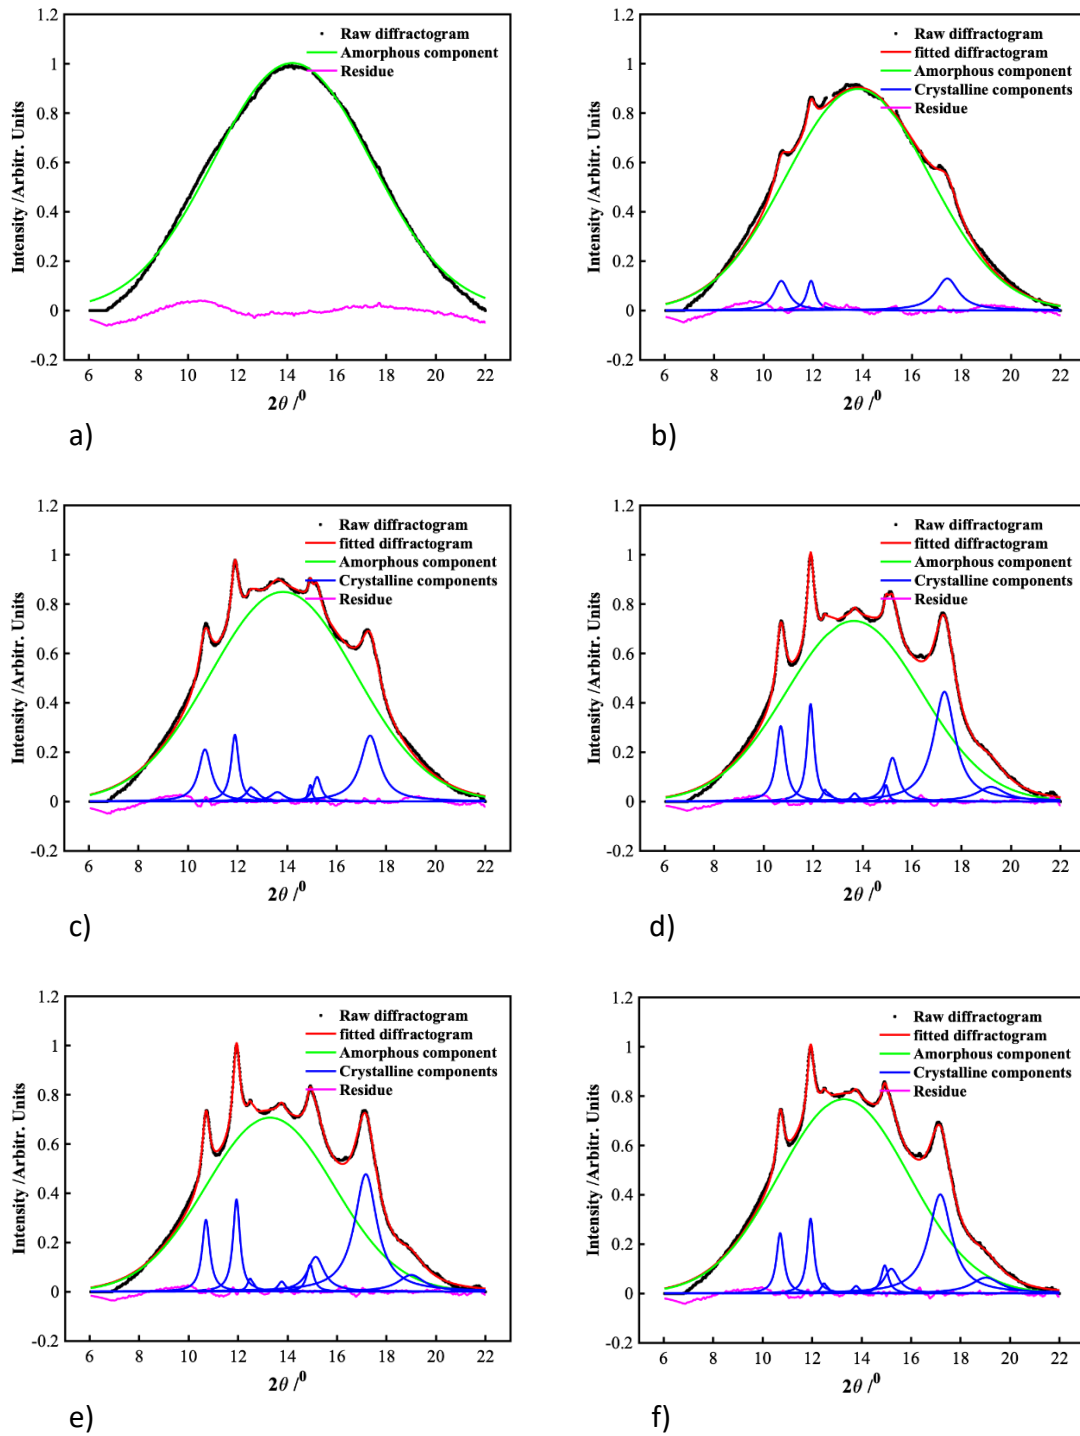 1.2
1
0.8
0.6
0.4
0.2
0
-0.2
Intensity /Arbitr. Units
Raw diffractogram
Amorphous component
Residue
6 8 10 12 14 16 18 20 22
2θ /⁰
a)
1.2
1
0.8
0.6
0.4
0.2
0
-0.2
Intensity /Arbitr. Units
Raw diffractogram
fitted diffractogram
Amorphous component
Crystalline components
Residue
6 8 10 12 14 16 18 20 22
2θ /⁰
b)
1.2
1
0.8
0.6
0.4
0.2
0
-0.2
Intensity /Arbitr. Units
Raw diffractogram
fitted diffractogram
Amorphous component
Crystalline components
Residue
6 8 10 12 14 16 18 20 22
2θ /⁰
c)
1.2
1
0.8
0.6
0.4
0.2
0
-0.2
Intensity /Arbitr. Units
Raw diffractogram
fitted diffractogram
Amorphous component
Crystalline components
Residue
6 8 10 12 14 16 18 20 22
2θ /⁰
d)
1.2
1
0.8
0.6
0.4
0.2
0
-0.2
Intensity /Arbitr. Units
Raw diffractogram
fitted diffractogram
Amorphous component
Crystalline components
Residue
6 8 10 12 14 16 18 20 22
2θ /⁰
e)
1.2
1
0.8
0.6
0.4
0.2
0
-0.2
Intensity /Arbitr. Units
Raw diffractogram
fitted diffractogram
Amorphous component
Crystalline components
Residue
6 8 10 12 14 16 18 20 22
2θ /⁰
f)